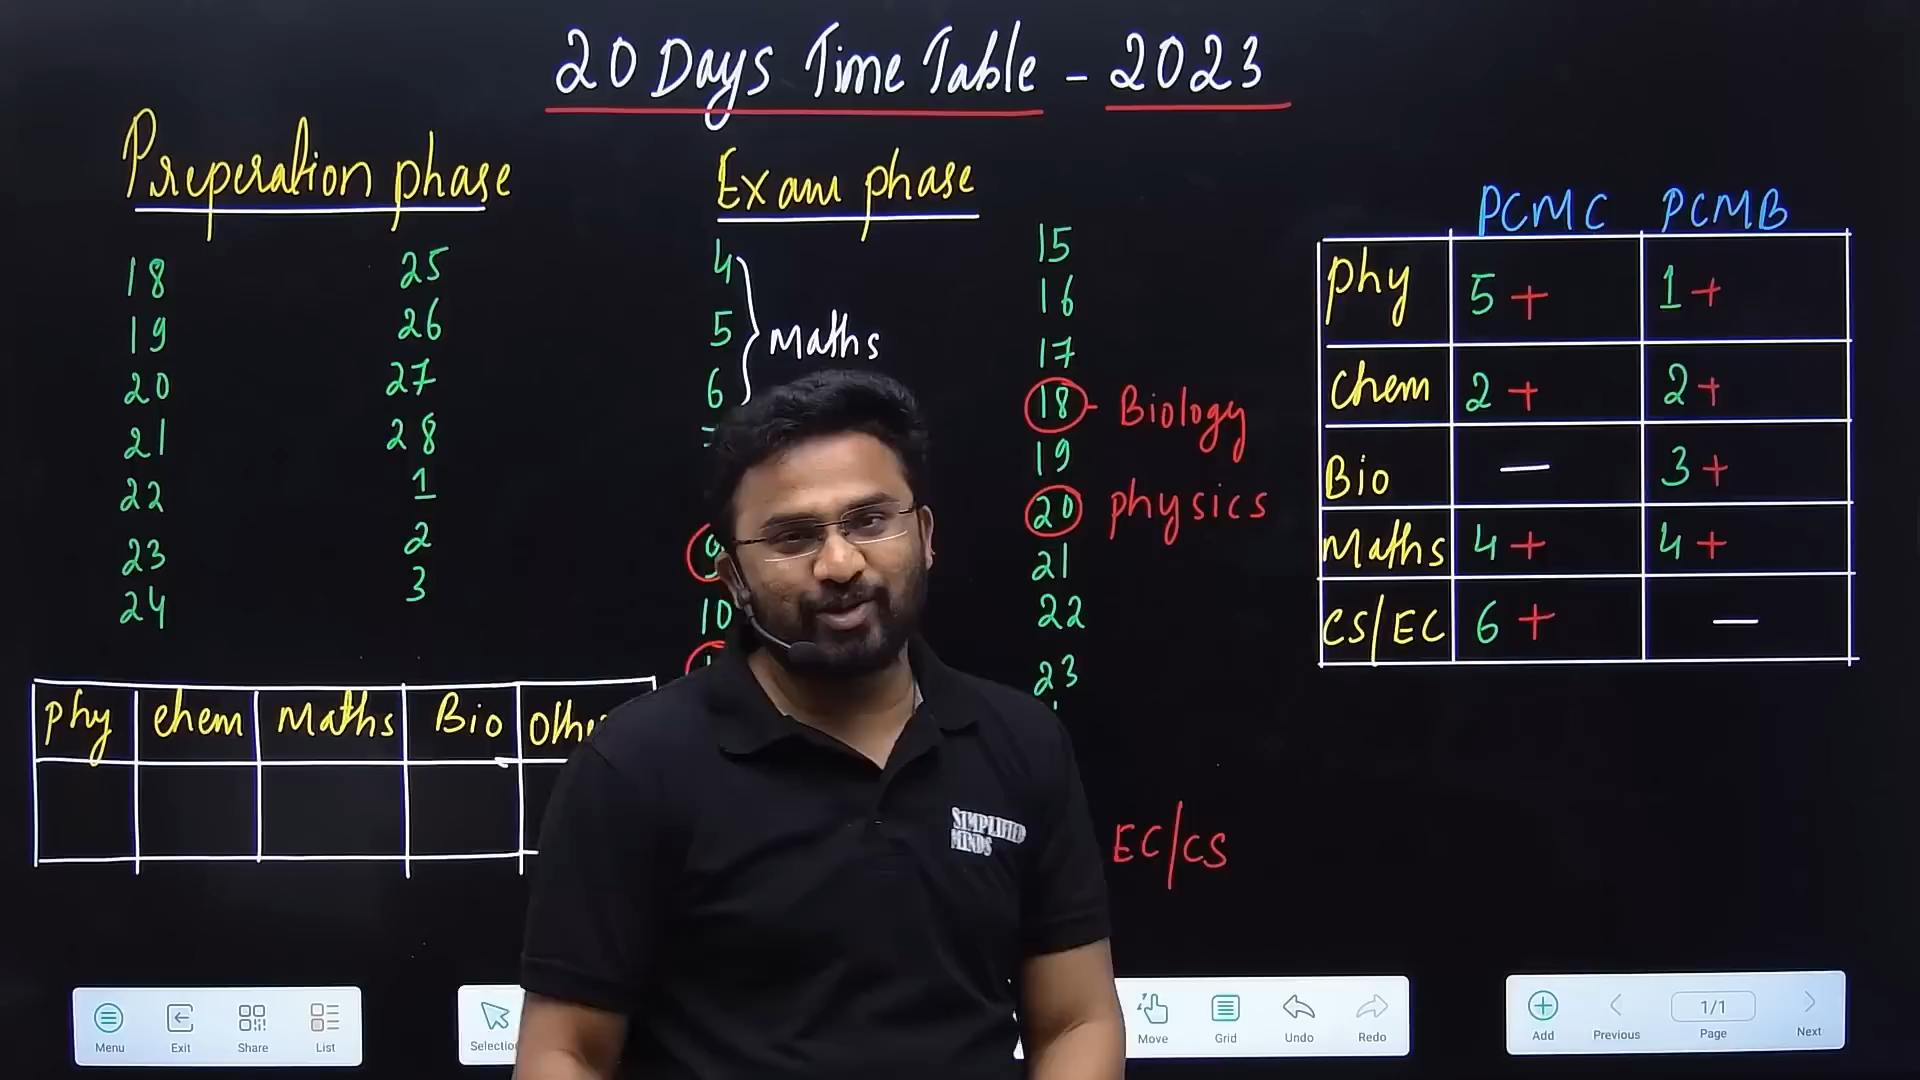 20 Days Time Table - 2023
Preperation phase
18
19
20
21
22
23
24
25
26
27
28
1
2
3
Exam phase
4
5
6
Maths
10
15
16
17
18 - Biology
19
20 physics
21
22
23
EC/CS
PCMC PCMB
Phy 5+ 1+
Chem 2+ 2+
Bio — 3+
Maths 4+ 4+
CS/EC 6+ —
phy chem Maths Bio
SIMPLIFIED
MINDS
Menu Exit Share List
Move Grid Undo Redo
Add Previous 1/1 Page Next